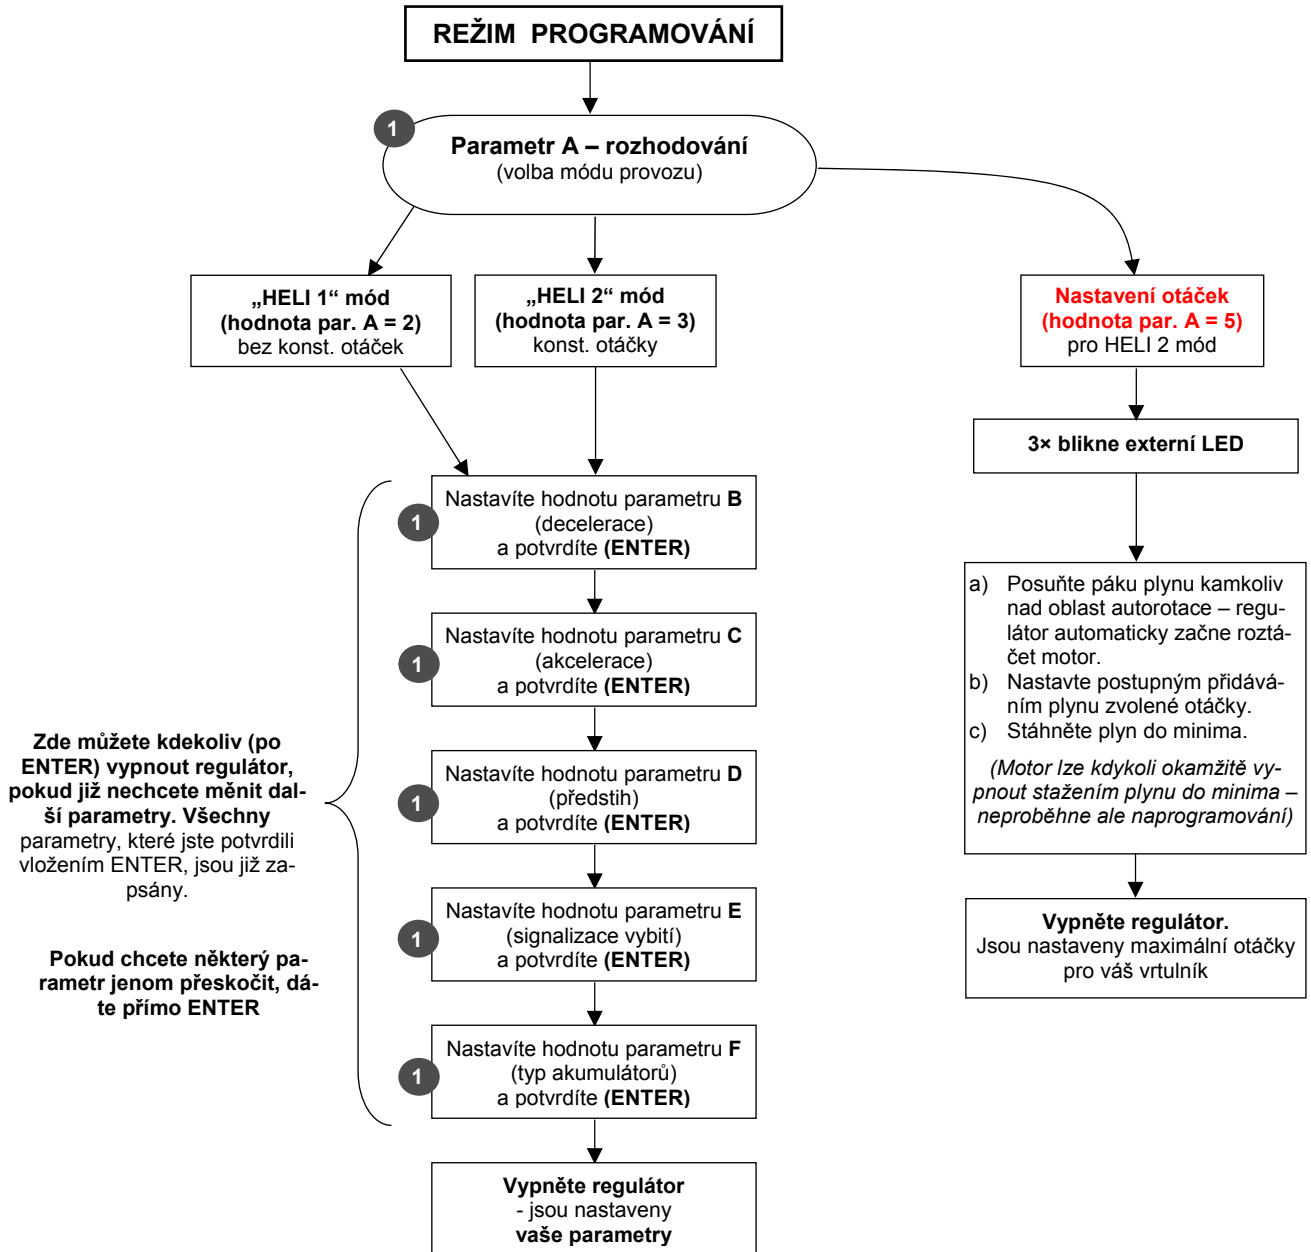 REŽIM PROGRAMOVÁNÍ
1
Parametr A – rozhodování
(volba módu provozu)
„HELI 1“ mód
(hodnota par. A = 2)
bez konst. otáček
„HELI 2“ mód
(hodnota par. A = 3)
konst. otáčky
Nastavení otáček
(hodnota par. A = 5)
pro HELI 2 mód
3× blikne externí LED
1
Nastavíte hodnotu parametru B
(decelerace)
a potvrdíte (ENTER)
1
Nastavíte hodnotu parametru C
(akcelerace)
a potvrdíte (ENTER)
1
Nastavíte hodnotu parametru D
(předstih)
a potvrdíte (ENTER)
1
Nastavíte hodnotu parametru E
(signalizace vybití)
a potvrdíte (ENTER)
1
Nastavíte hodnotu parametru F
(typ akumulátorů)
a potvrdíte (ENTER)
Vypněte regulátor
- jsou nastaveny
vaše parametry
Zde můžete kdekoliv (po
ENTER) vypnout regulátor,
pokud již nechcete měnit dal-
ší parametry. Všechny
parametry, které jste potvrdili
vložením ENTER, jsou již za-
psány.
Pokud chcete některý pa-
rametr jenom přeskočit, dá-
te přímo ENTER
a) Posuňte páku plynu kamkoliv
nad oblast autorotace – regu-
látor automaticky začne roztá-
čet motor.
b) Nastavte postupným přidává-
ním plynu zvolené otáčky.
c) Stáhněte plyn do minima.
(Motor lze kdykoli okamžitě vy-
pnout stažením plynu do minima –
neproběhne ale naprogramování)
Vypněte regulátor.
Jsou nastaveny maximální otáčky
pro váš vrtulník